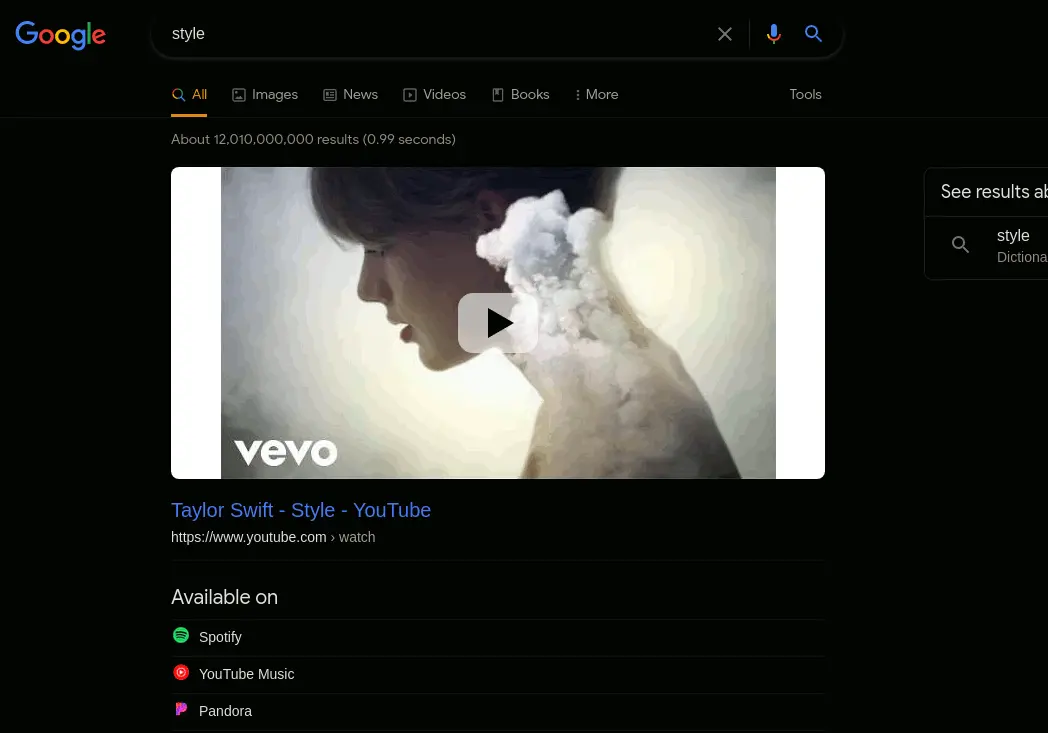 Google
style
All
Images
News
Videos
Books
More
Tools
About 12,010,000,000 results (0.99 seconds)
vevo
Taylor Swift - Style - YouTube
https://www.youtube.com › watch
Available on
Spotify
YouTube Music
Pandora
See results ab
style
Dictiona